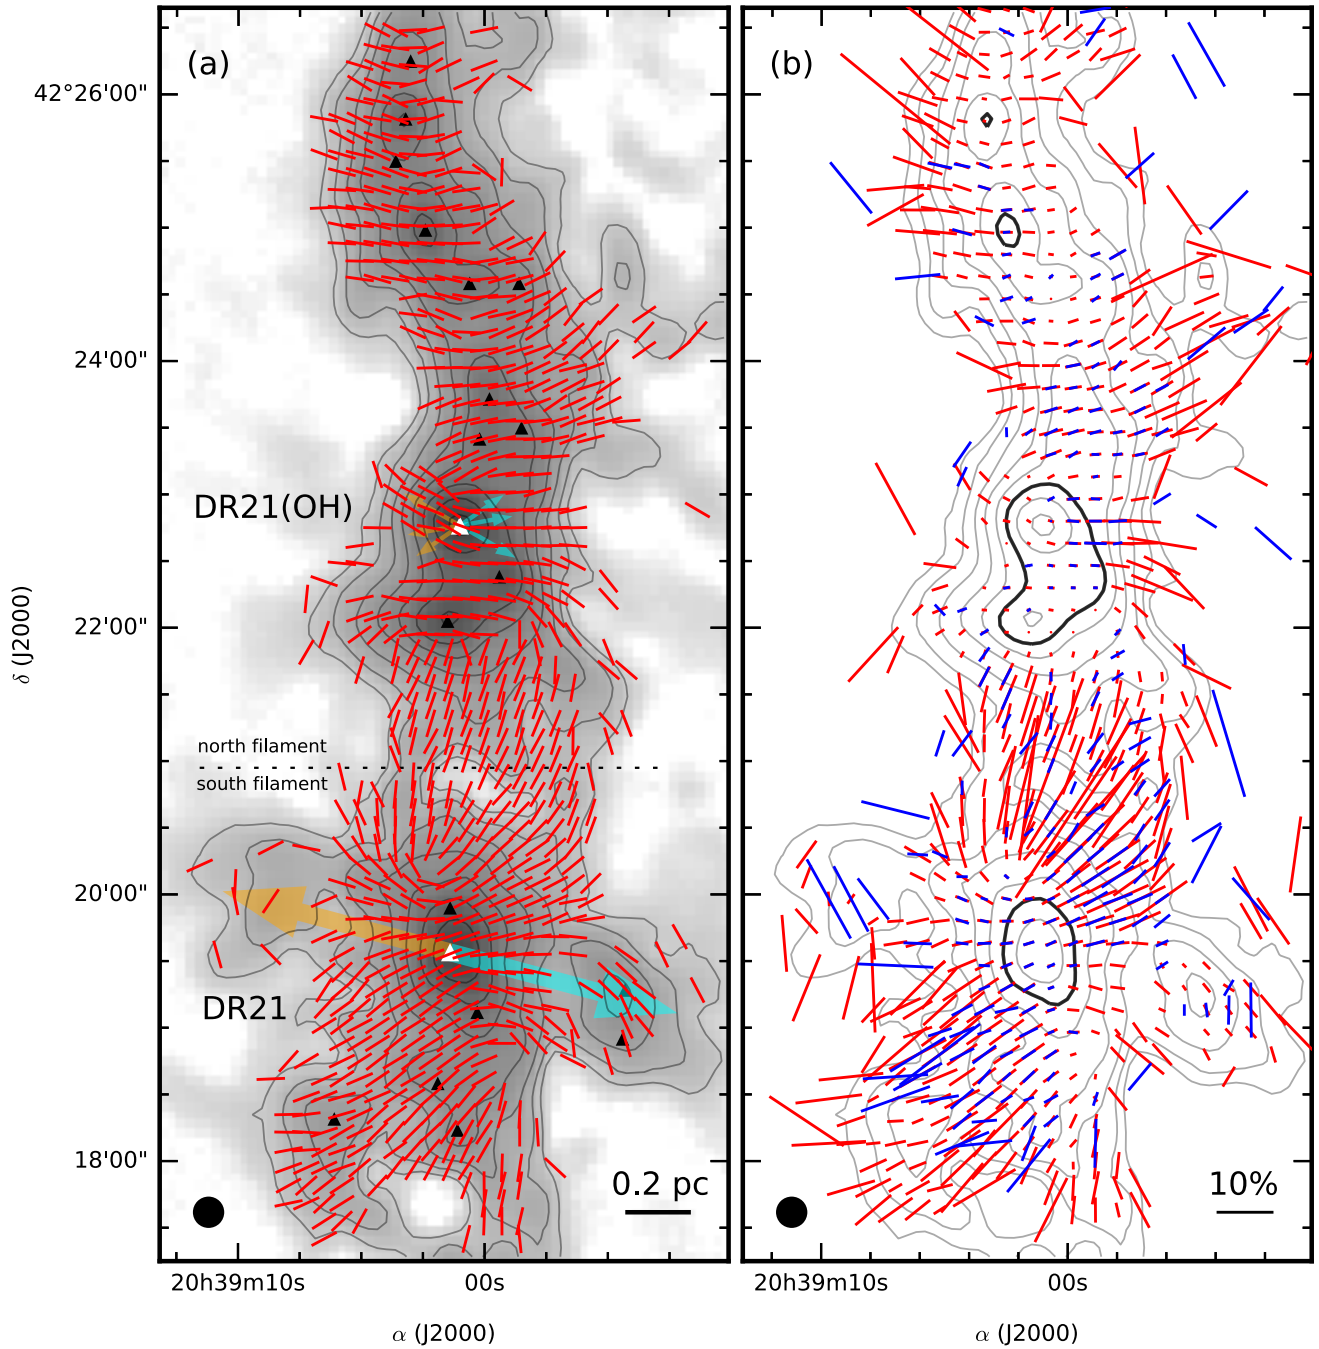 (a)
(b)
42°26'00"
24'00"
DR21(OH)
22'00"
δ (J2000)
north filament
south filament
20'00"
DR21
18'00"
0.2 pc
10%
20h39m10s
00s
20h39m10s
00s
α (J2000)
α (J2000)